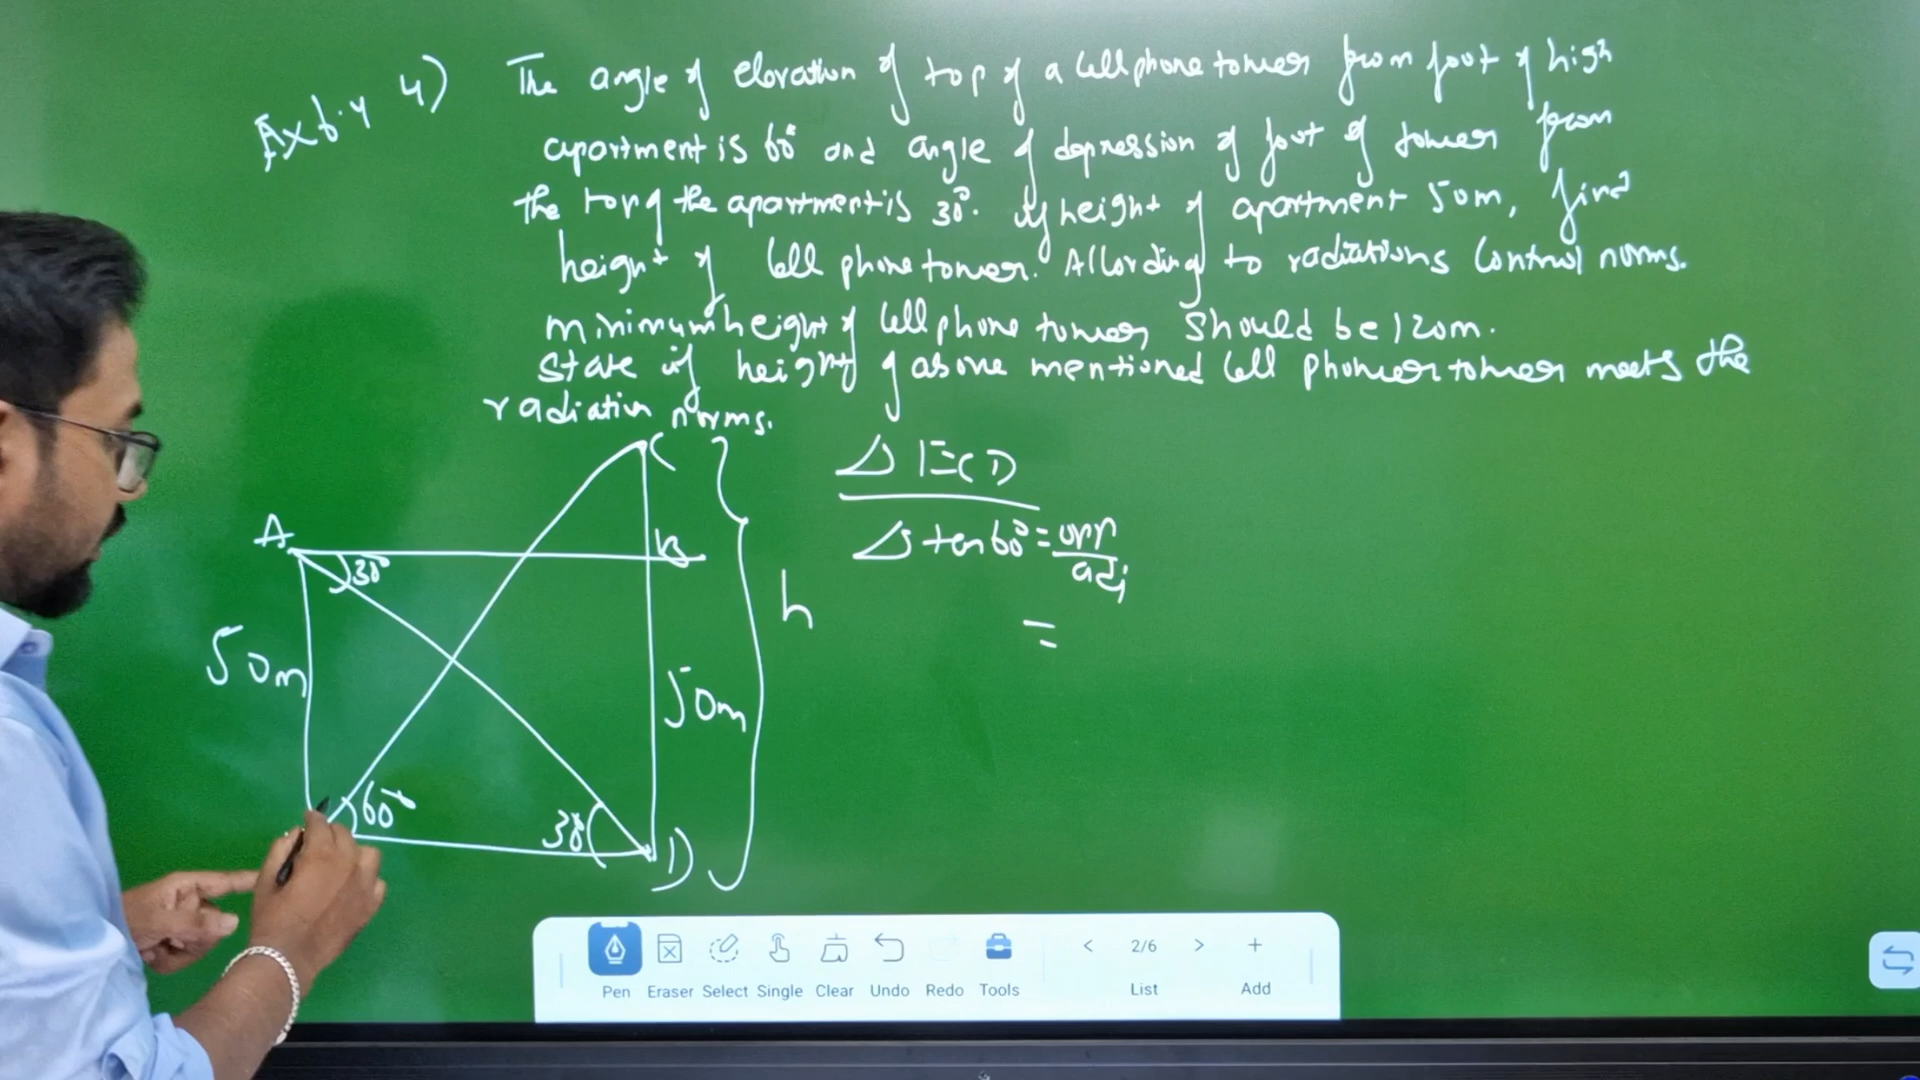 Ex 6.4 4) The angle of elevation of top of a cell phone tower from foot of high
apartment is 60° and angle of depression of foot of tower from
the top of the apartment is 30°. If height of apartment 50m, find
height of cell phone tower. According to radiations control norms.
minimum height of cell phone tower should be 120m.
state if height of above mentioned cell phone tower meets the
radiation norms.
C
A
B
30°
50m
h
50m
60°
30°
D
△ ECD
△ tan 60° = opp/adj
=
Pen Eraser Select Single Clear Undo Redo Tools
< 2/6 > +
List Add